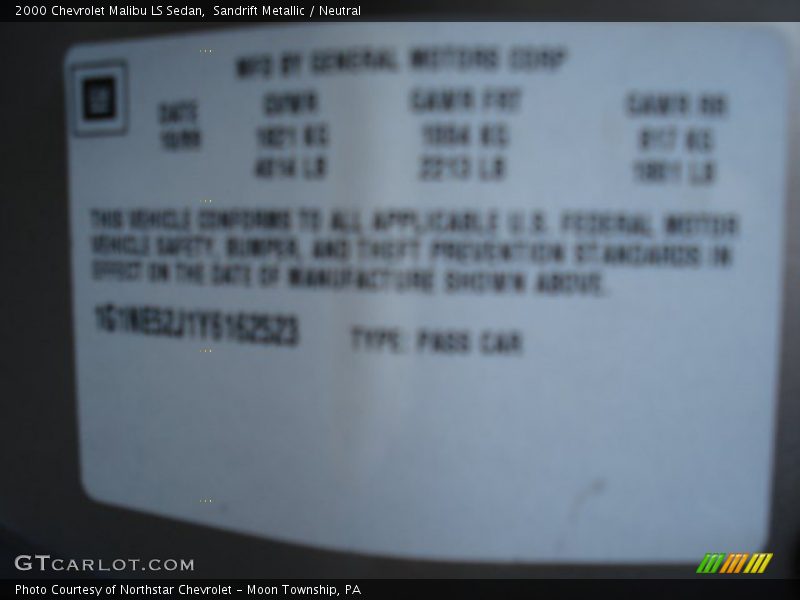 2000 Chevrolet Malibu LS Sedan, Sandrift Metallic / Neutral
MFD BY GENERAL MOTORS CORP
GM
DATE GVWR GAWR FRT GAWR RR
10/99 1821 KG 1004 KG 817 KG
4014 LB 2213 LB 1801 LB
THIS VEHICLE CONFORMS TO ALL APPLICABLE U.S. FEDERAL MOTOR
VEHICLE SAFETY, BUMPER, AND THEFT PREVENTION STANDARDS IN
EFFECT ON THE DATE OF MANUFACTURE SHOWN ABOVE.
1G1NE52J1Y6162523 TYPE: PASS CAR
GTCARLOT.COM
Photo Courtesy of Northstar Chevrolet - Moon Township, PA